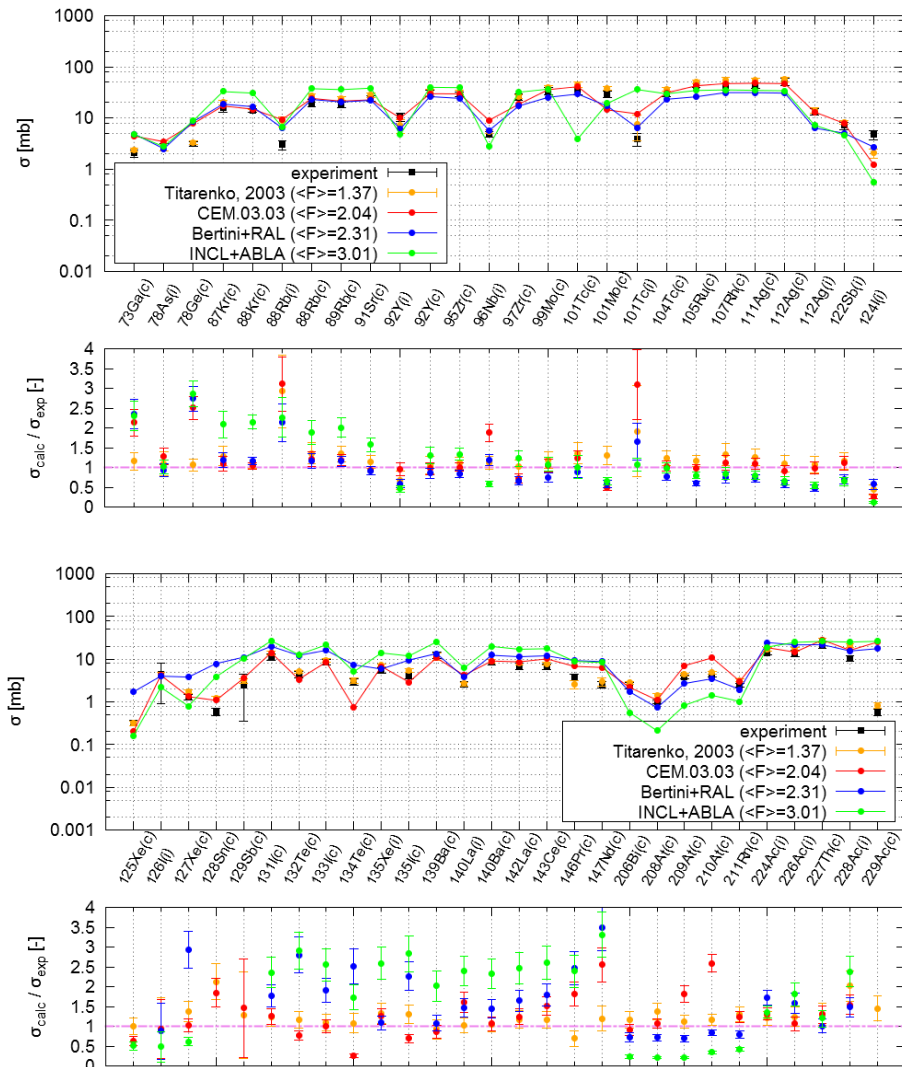 1000
100
10
1
0.1
0.01
σ [mb]
experiment
Titarenko, 2003 (<F>=1.37)
CEM.03.03 (<F>=2.04)
Bertini+RAL (<F>=2.31)
INCL+ABLA (<F>=3.01)
73Ga(c)
78As(i)
78Ge(c)
87Kr(c)
88Kr(c)
88Rb(i)
88Rb(c)
89Rb(c)
91Sr(c)
92Y(i)
92Y(c)
95Zr(c)
96Nb(i)
97Zr(c)
99Mo(c)
101Tc(c)
101Mo(c)
101Tc(i)
104Tc(c)
105Ru(c)
107Rh(c)
111Ag(c)
112Ag(c)
112Ag(i)
122Sb(i)
124I(i)
4
3.5
3
2.5
2
1.5
1
0.5
0
σcalc / σexp [-]
1000
100
10
1
0.1
0.01
0.001
σ [mb]
experiment
Titarenko, 2003 (<F>=1.37)
CEM.03.03 (<F>=2.04)
Bertini+RAL (<F>=2.31)
INCL+ABLA (<F>=3.01)
125Xe(c)
126I(i)
127Xe(c)
128Sn(c)
129Sb(c)
131I(c)
132Te(c)
133I(c)
134Te(c)
135Xe(i)
135I(c)
139Ba(c)
140La(i)
140Ba(c)
142La(c)
143Ce(c)
146Pr(c)
147Nd(c)
206Bi(c)
208At(c)
209At(c)
210At(c)
211Rn(c)
224Ac(i)
226Ac(i)
227Th(c)
228Ac(i)
229Ac(c)
4
3.5
3
2.5
2
1.5
1
0.5
0
σcalc / σexp [-]